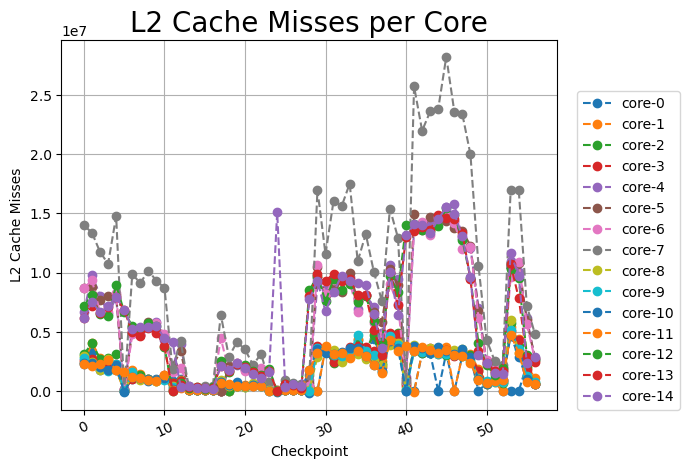 L2 Cache Misses per Core
1e7
2.5
2.0
1.5
1.0
0.5
0.0
L2 Cache Misses
0
10
20
30
40
50
Checkpoint
core-0
core-1
core-2
core-3
core-4
core-5
core-6
core-7
core-8
core-9
core-10
core-11
core-12
core-13
core-14